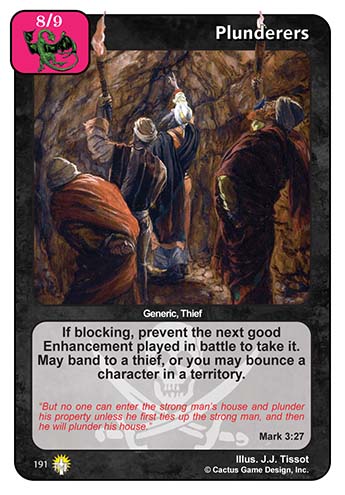 8/9
Plunderers
Generic, Thief
If blocking, prevent the next good
Enhancement played in battle to take it.
May band to a thief, or you may bounce a
character in a territory.
"But no one can enter the strong man's house and plunder
his property unless he first ties up the strong man, and then
he will plunder his house."
Mark 3:27
191
Illus. J.J. Tissot
© Cactus Game Design, Inc.